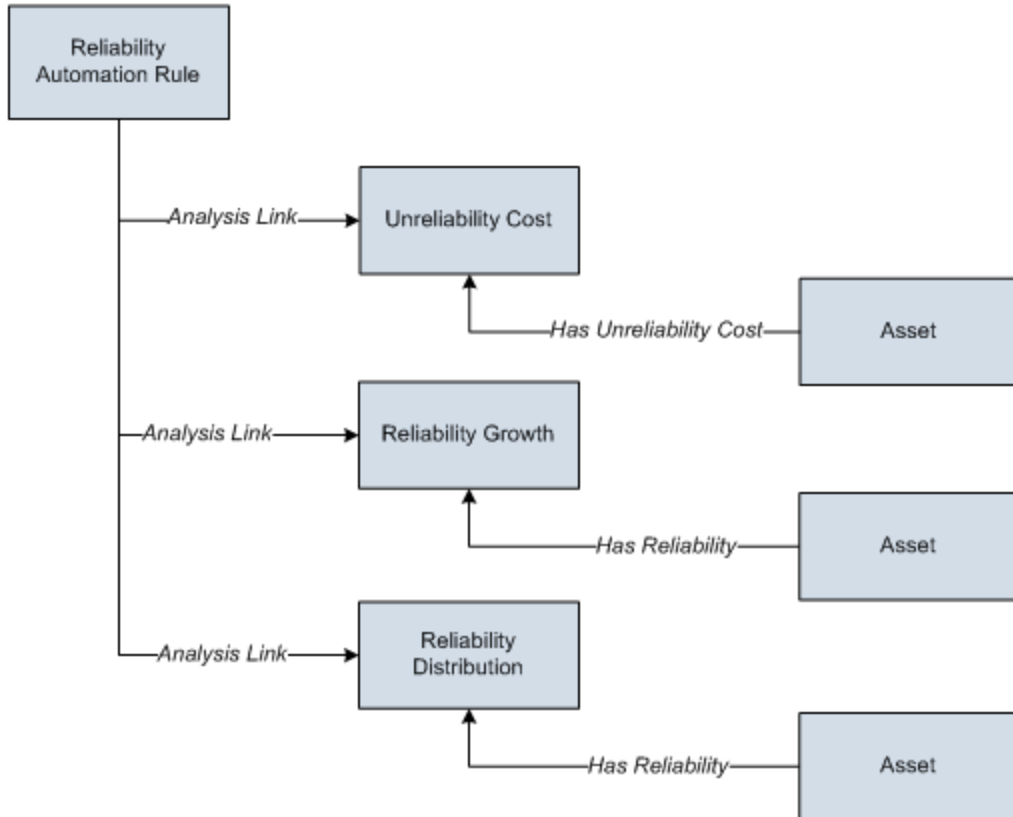 Reliability
Automation Rule
Analysis Link
Unreliability Cost
Has Unreliability Cost
Asset
Analysis Link
Reliability Growth
Has Reliability
Asset
Analysis Link
Reliability
Distribution
Has Reliability
Asset